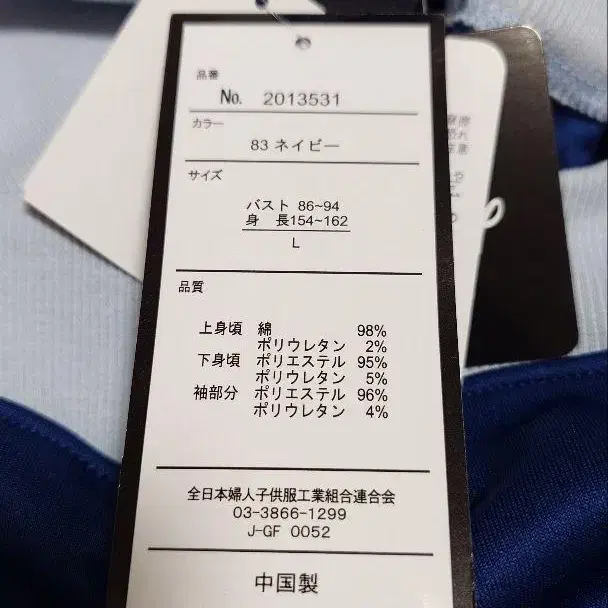 品番
No. 2013531
カラー
83 ネイビー
サイズ
バスト 86~94
身 長154~162
L
品質
上身頃 綿 98%
ポリウレタン 2%
下身頃 ポリエステル 95%
ポリウレタン 5%
袖部分 ポリエステル 96%
ポリウレタン 4%
全日本婦人子供服工業組合連合会
03-3866-1299
J-GF 0052
中国製